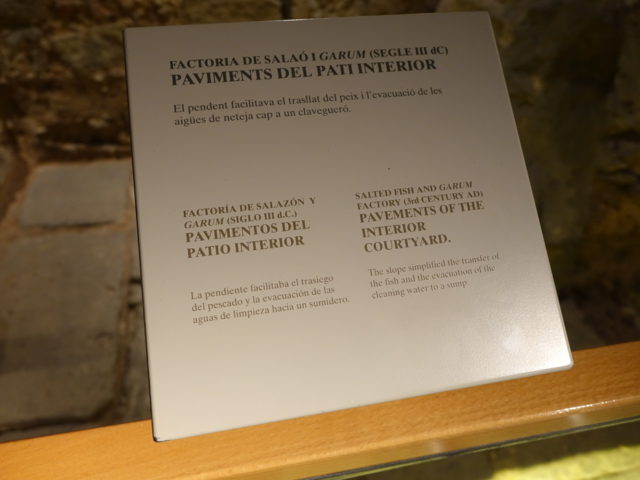 FACTORIA DE SALAÓ I GARUM (SEGLE III dC)
PAVIMENTS DEL PATI INTERIOR
El pendent facilitava el trasllat del peix i l'evacuació de les
aigües de neteja cap a un clavegueró.
FACTORÍA DE SALAZÓN Y
GARUM (SIGLO III d.C.)
PAVIMENTOS DEL
PATIO INTERIOR
La pendiente facilitaba el trasiego
del pescado y la evacuación de las
aguas de limpieza hacia un sumidero.
SALTED FISH AND GARUM
FACTORY (3rd CENTURY AD)
PAVEMENTS OF THE
INTERIOR
COURTYARD.
The slope simplified the transfer of
the fish and the evacuation of the
cleaning water to a sump.